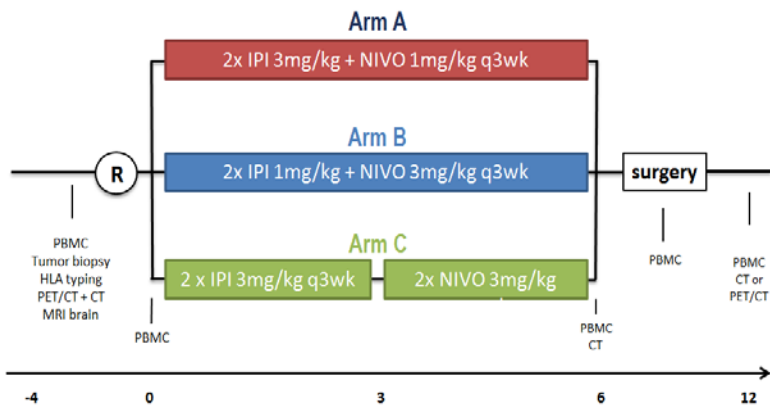 Arm A
2x IPI 3mg/kg + NIVO 1mg/kg q3wk
Arm B
R
2x IPI 1mg/kg + NIVO 3mg/kg q3wk
surgery
Arm C
2 x IPI 3mg/kg q3wk
2x NIVO 3mg/kg
PBMC
Tumor biopsy
HLA typing
PET/CT + CT
MRI brain
PBMC
PBMC
CT
PBMC
PBMC
CT or
PET/CT
-4 0 3 6 12